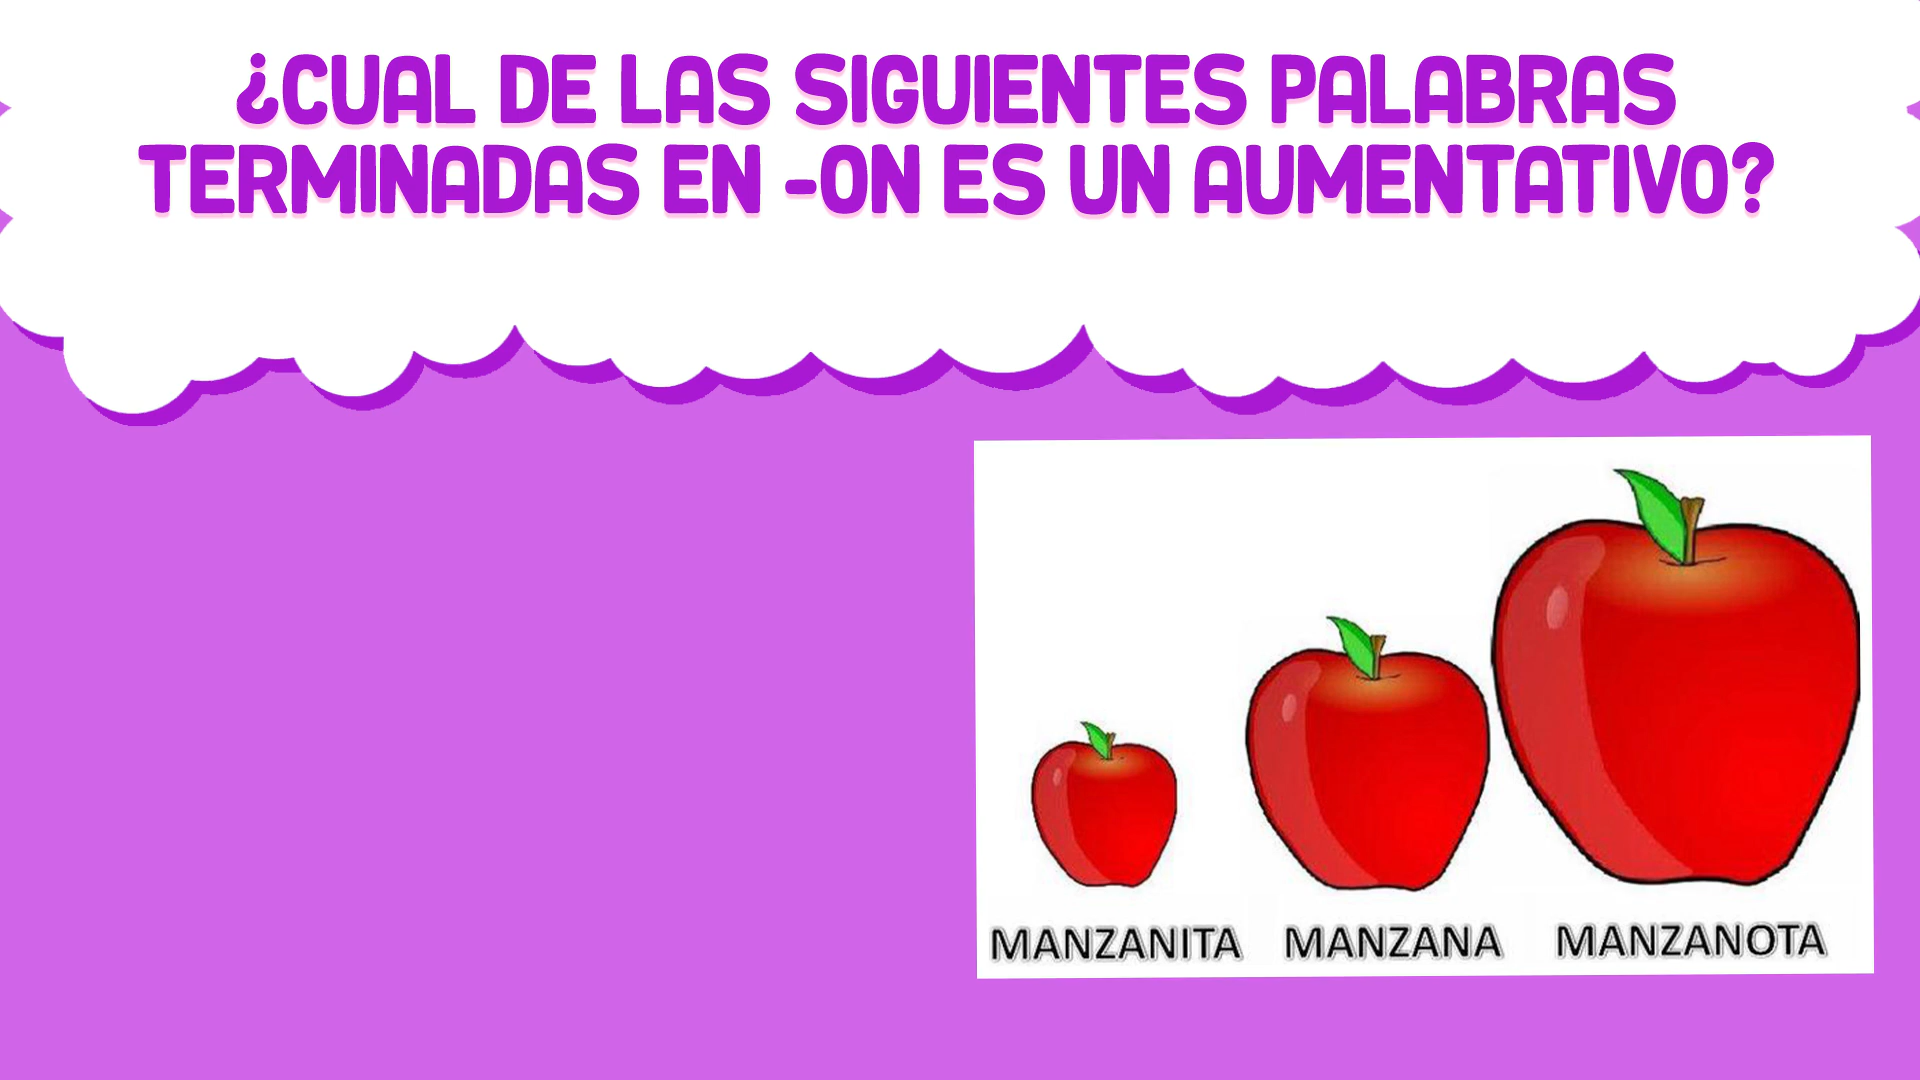 ¿CUAL DE LAS SIGUIENTES PALABRAS
TERMINADAS EN -ON ES UN AUMENTATIVO?
MANZANITA MANZANA MANZANOTA